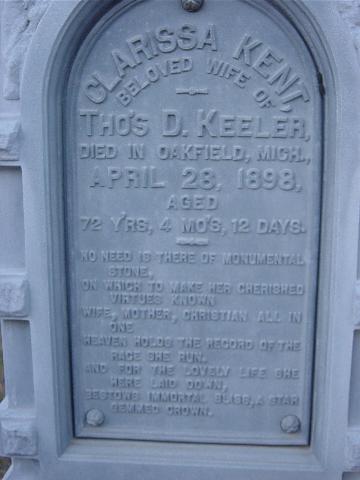 CLARISSA KENT,
BELOVED WIFE OF
THO'S D. KEELER,
DIED IN OAKFIELD, MICH.,
APRIL 28, 1898,
AGED
72 Y'RS, 4 MO'S, 12 DAYS.
NO NEED IS THERE OF MONUMENTAL
STONE,
ON WHICH TO MAKE HER CHERISHED
VIRTUES KNOWN
WIFE, MOTHER, CHRISTIAN ALL IN
ONE
HEAVEN HOLDS THE RECORD OF THE
RACE SHE RUN.
AND FOR THE LOVELY LIFE SHE
HERE LAID DOWN,
BESTOWS IMMORTAL BLISS, A STAR
GEMMED CROWN.